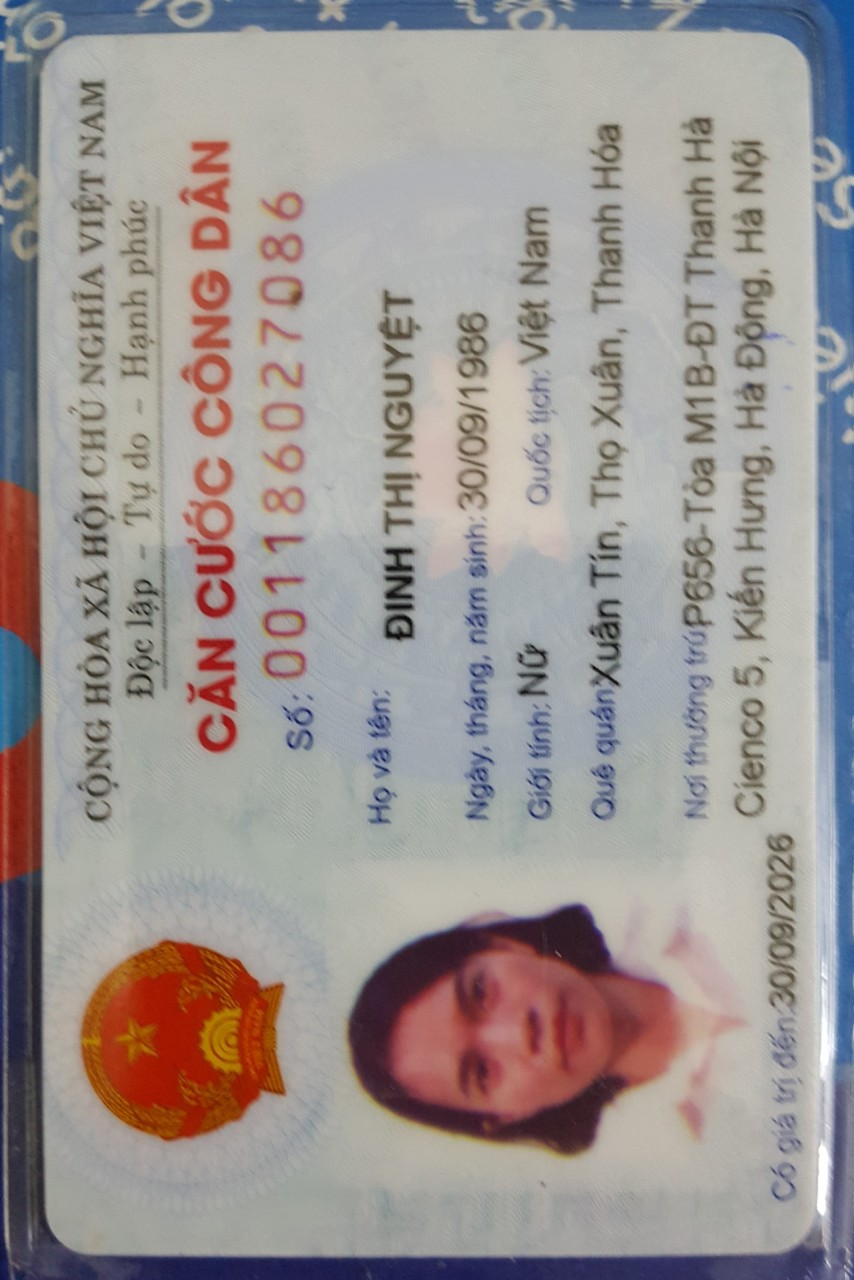 CỘNG HÒA XÃ HỘI CHỦ NGHĨA VIỆT NAM
Độc lập - Tự do - Hạnh phúc
CĂN CƯỚC CÔNG DÂN
Số: 001186027086
Họ và tên:
ĐINH THỊ NGUYỆT
Ngày, tháng, năm sinh: 30/09/1986
Giới tính: Nữ Quốc tịch: Việt Nam
Quê quán Xuân Tín, Thọ Xuân, Thanh Hóa
Nơi thường trú P656-Tòa M1B-ĐT Thanh Hà
Cienco 5, Kiến Hưng, Hà Đông, Hà Nội
Có giá trị đến: 30/09/2026